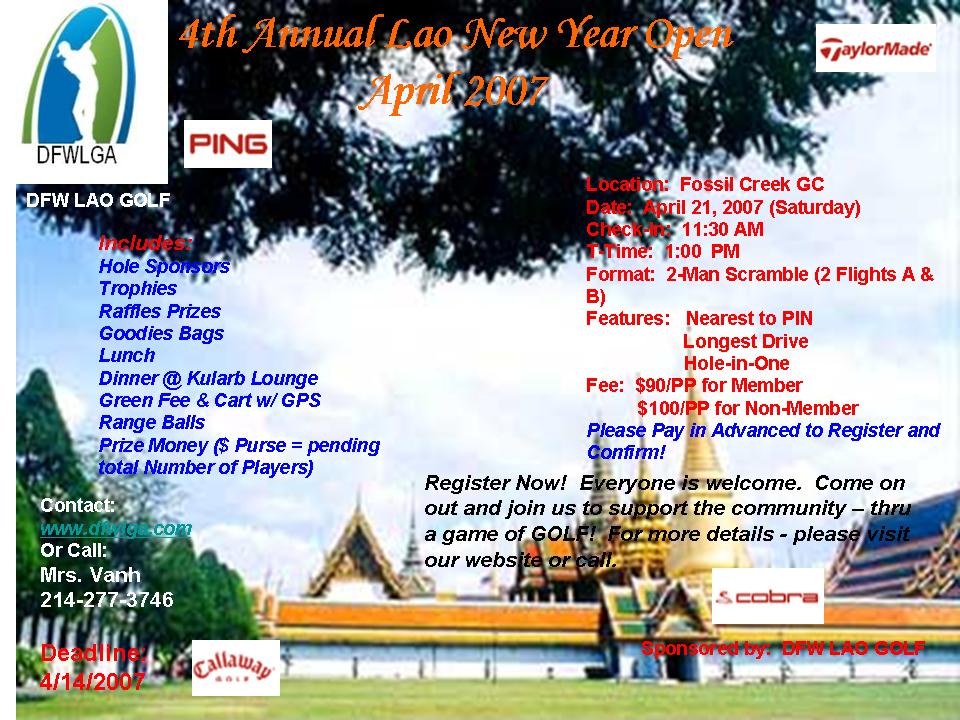 4th Annual Lao New Year Open
April 2007
TaylorMade
DFWLGA
PING
DFW LAO GOLF
Includes:
Hole Sponsors
Trophies
Raffles Prizes
Goodies Bags
Lunch
Dinner @ Kularb Lounge
Green Fee & Cart w/ GPS
Range Balls
Prize Money ($ Purse = pending
total Number of Players)
Location:  Fossil Creek GC
Date:  April 21, 2007 (Saturday)
Check-In:  11:30 AM
T-Time:  1:00  PM
Format:  2-Man Scramble (2 Flights A &
B)
Features:   Nearest to PIN
Longest Drive
Hole-in-One
Fee:  $90/PP for Member
$100/PP for Non-Member
Please Pay in Advanced to Register and
Confirm!
Register Now!  Everyone is welcome.  Come on
out and join us to support the community – thru
a game of GOLF!  For more details - please visit
our website or call.
Contact:
www.dfwlga.com
Or Call:
Mrs. Vanh
214-277-3746
Deadline:
4/14/2007
Callaway
GOLF
cobra
Sponsored by:  DFW LAO GOLF